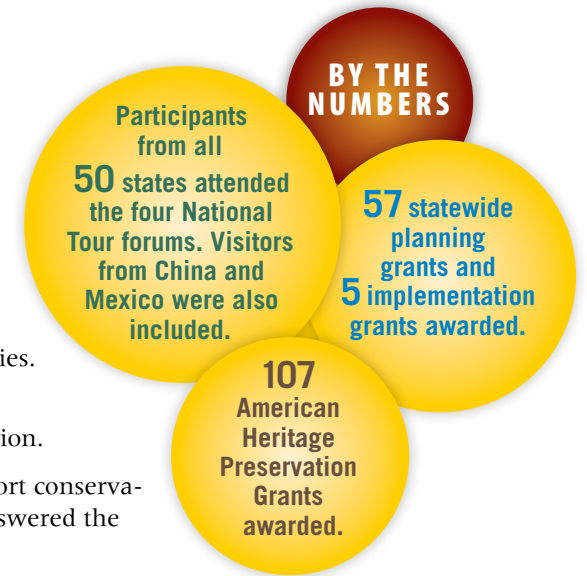 BY THE
NUMBERS
Participants
from all
50 states attended
the four National
Tour forums. Visitors
from China and
Mexico were also
included.
57 statewide
planning
grants and
5 implementation
grants awarded.
107
American
Heritage
Preservation
Grants
awarded.
ies.
ion.
ort conserva-
swered the